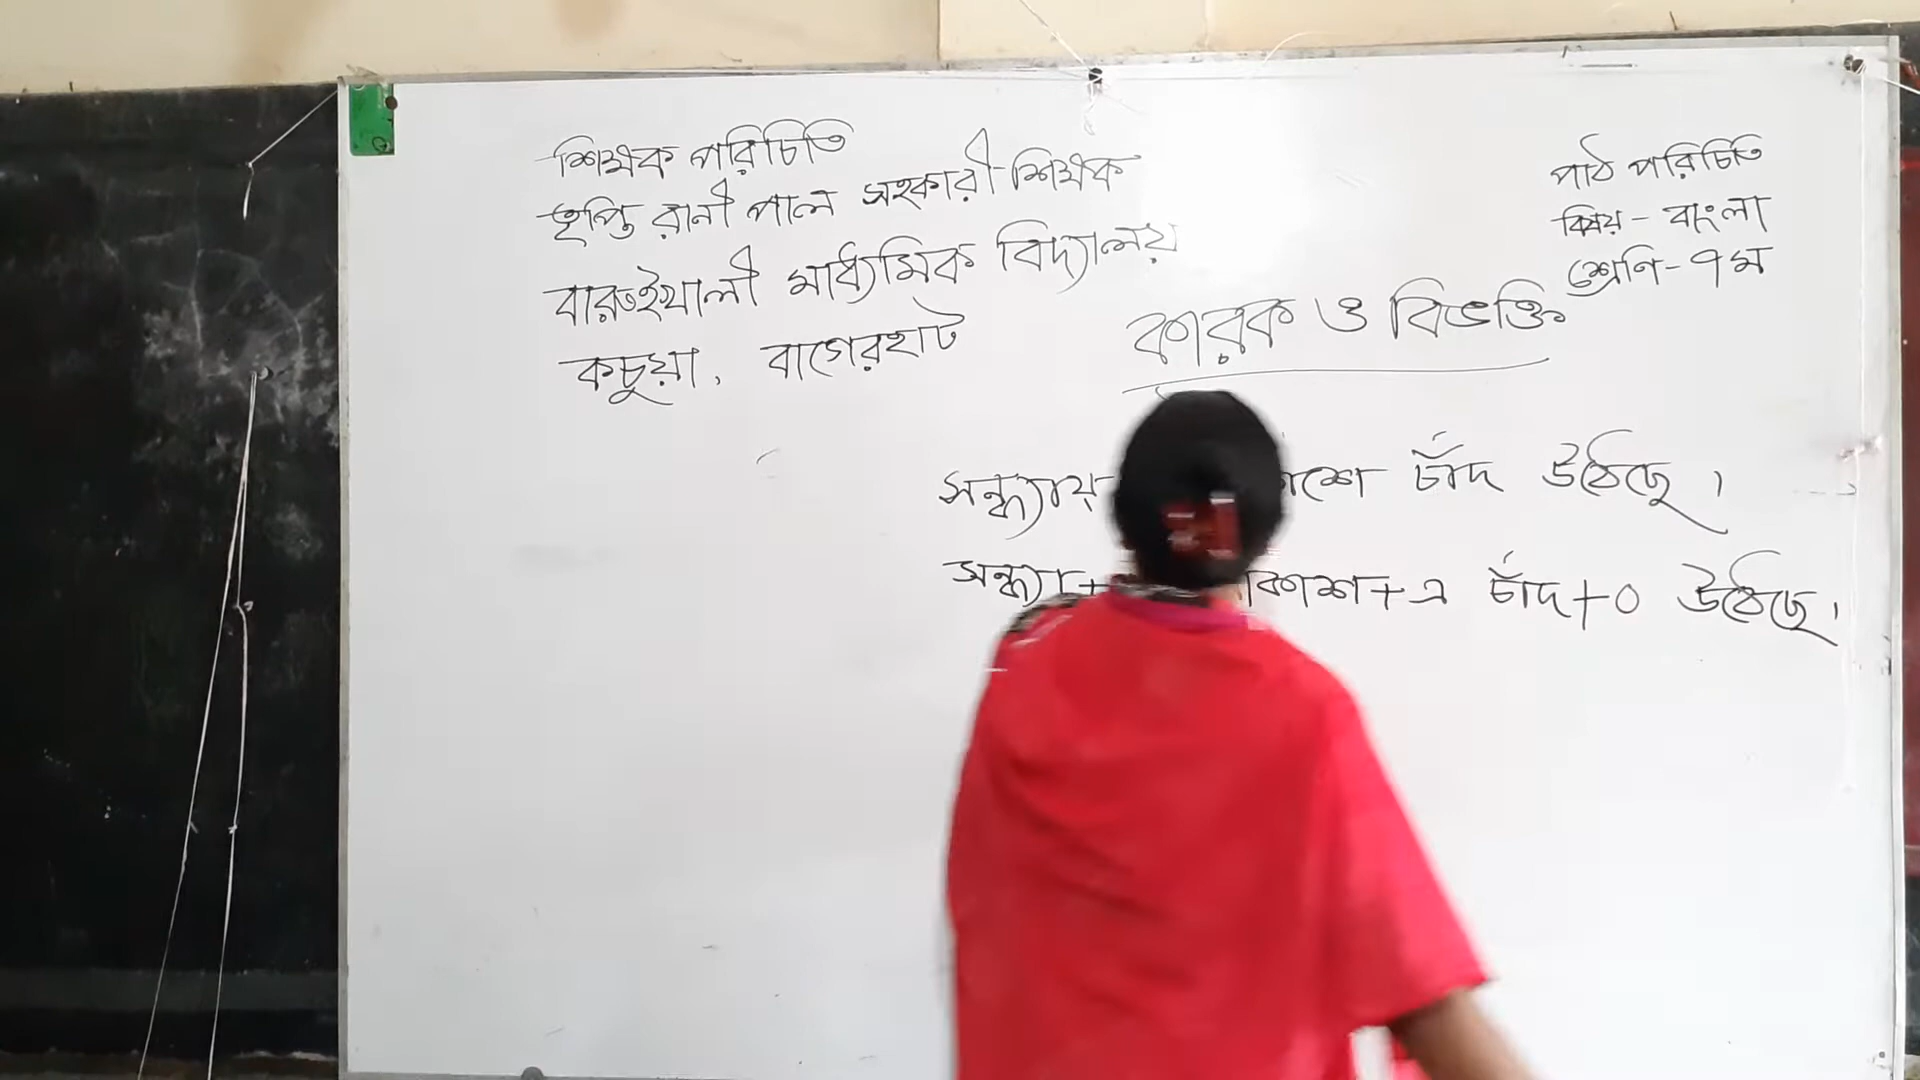 শিক্ষক পরিচিতি
তৃপ্তি রানী পাল সহকারী শিক্ষক
বারুইখালী মাধ্যমিক বিদ্যালয়
কচুয়া, বাগেরহাট
পাঠ পরিচিতি
বিষয় - বাংলা
শ্রেণি - ৭ম
কারক ও বিভক্তি
সন্ধ্যায় াশে চাঁদ উঠেছে।
সন্ধ্যা+ কাশ+এ চাঁদ+০ উঠেছে।